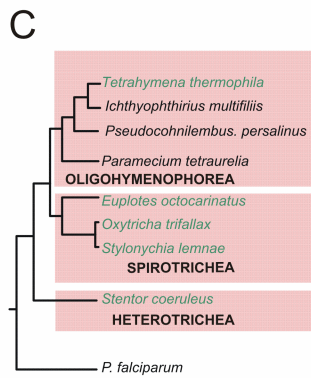 C
Tetrahymena thermophila
Ichthyophthirius multifiliis
Pseudocohnilembus. persalinus
Paramecium tetraurelia
OLIGOHYMENOPHOREA
Euplotes octocarinatus
Oxytricha trifallax
Stylonychia lemnae
SPIROTRICHEA
Stentor coeruleus
HETEROTRICHEA
P. falciparum